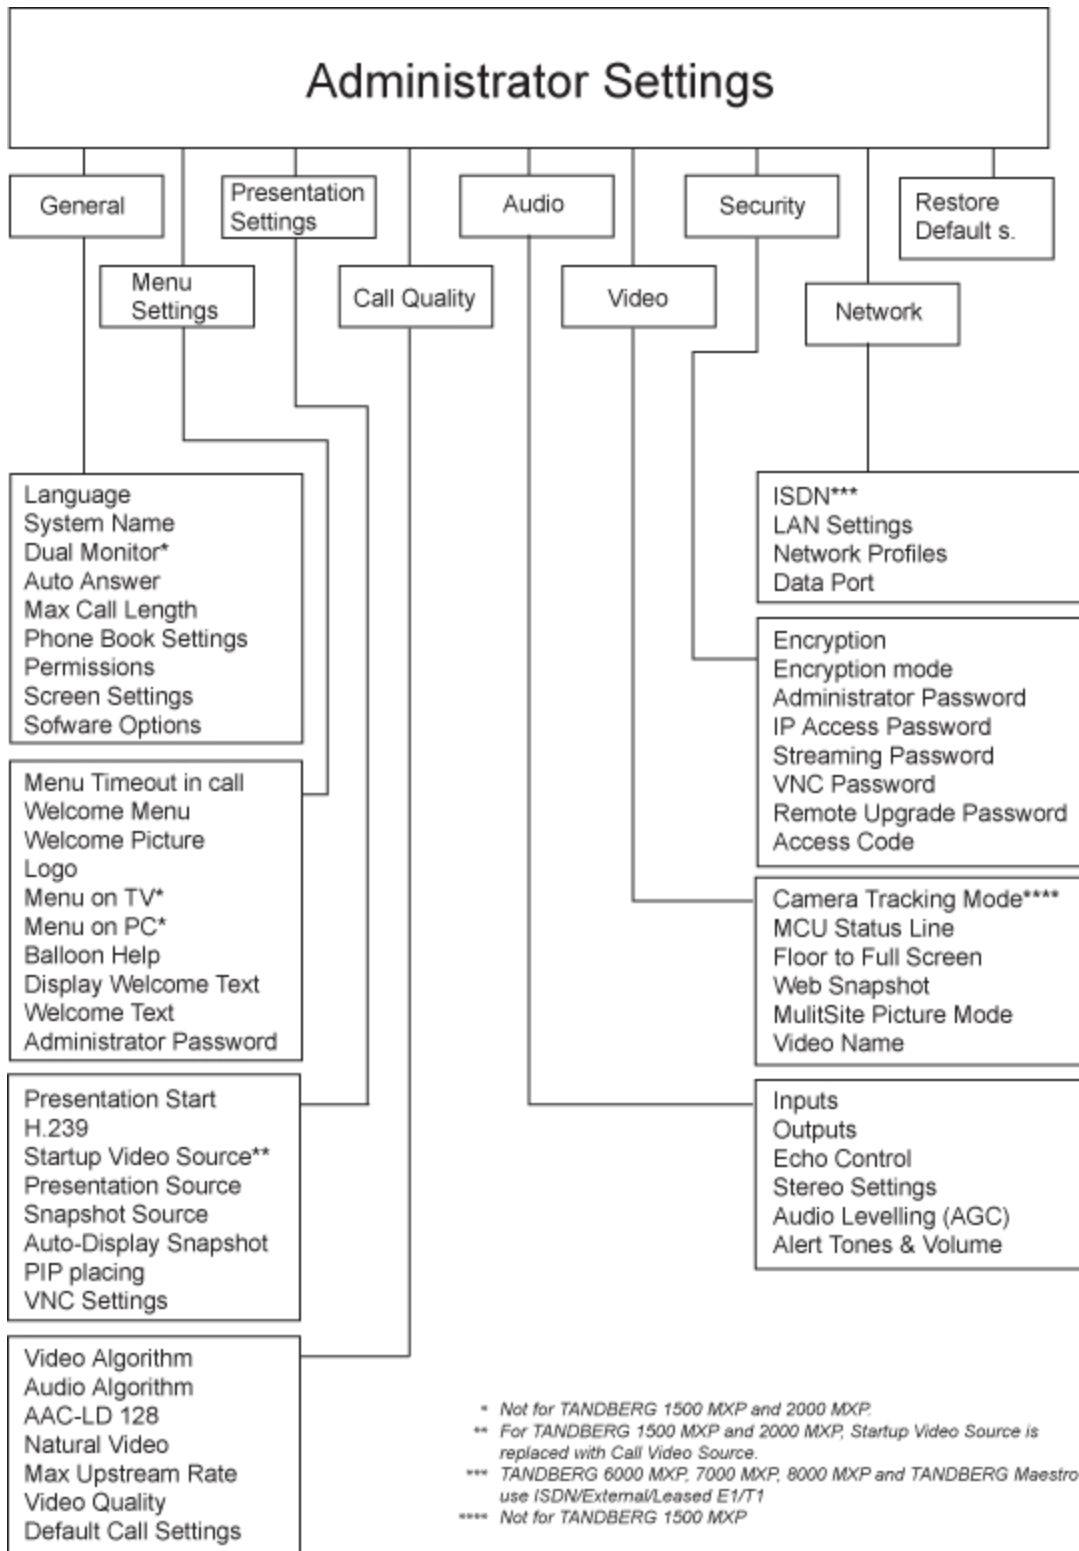 Administrator Settings
General
Presentation
Settings
Audio
Security
Restore
Default s.
Menu
Settings
Call Quality
Video
Network
Language
System Name
Dual Monitor*
Auto Answer
Max Call Length
Phone Book Settings
Permissions
Screen Settings
Sofware Options
Menu Timeout in call
Welcome Menu
Welcome Picture
Logo
Menu on TV*
Menu on PC*
Balloon Help
Display Welcome Text
Welcome Text
Administrator Password
Presentation Start
H.239
Startup Video Source**
Presentation Source
Snapshot Source
Auto-Display Snapshot
PIP placing
VNC Settings
Video Algorithm
Audio Algorithm
AAC-LD 128
Natural Video
Max Upstream Rate
Video Quality
Default Call Settings
ISDN***
LAN Settings
Network Profiles
Data Port
Encryption
Encryption mode
Administrator Password
IP Access Password
Streaming Password
VNC Password
Remote Upgrade Password
Access Code
Camera Tracking Mode****
MCU Status Line
Floor to Full Screen
Web Snapshot
MulitSite Picture Mode
Video Name
Inputs
Outputs
Echo Control
Stereo Settings
Audio Levelling (AGC)
Alert Tones & Volume
* Not for TANDBERG 1500 MXP and 2000 MXP.
** For TANDBERG 1500 MXP and 2000 MXP, Startup Video Source is
replaced with Call Video Source.
*** TANDBERG 6000 MXP, 7000 MXP, 8000 MXP and TANDBERG Maestro
use ISDN/External/Leased E1/T1
**** Not for TANDBERG 1500 MXP